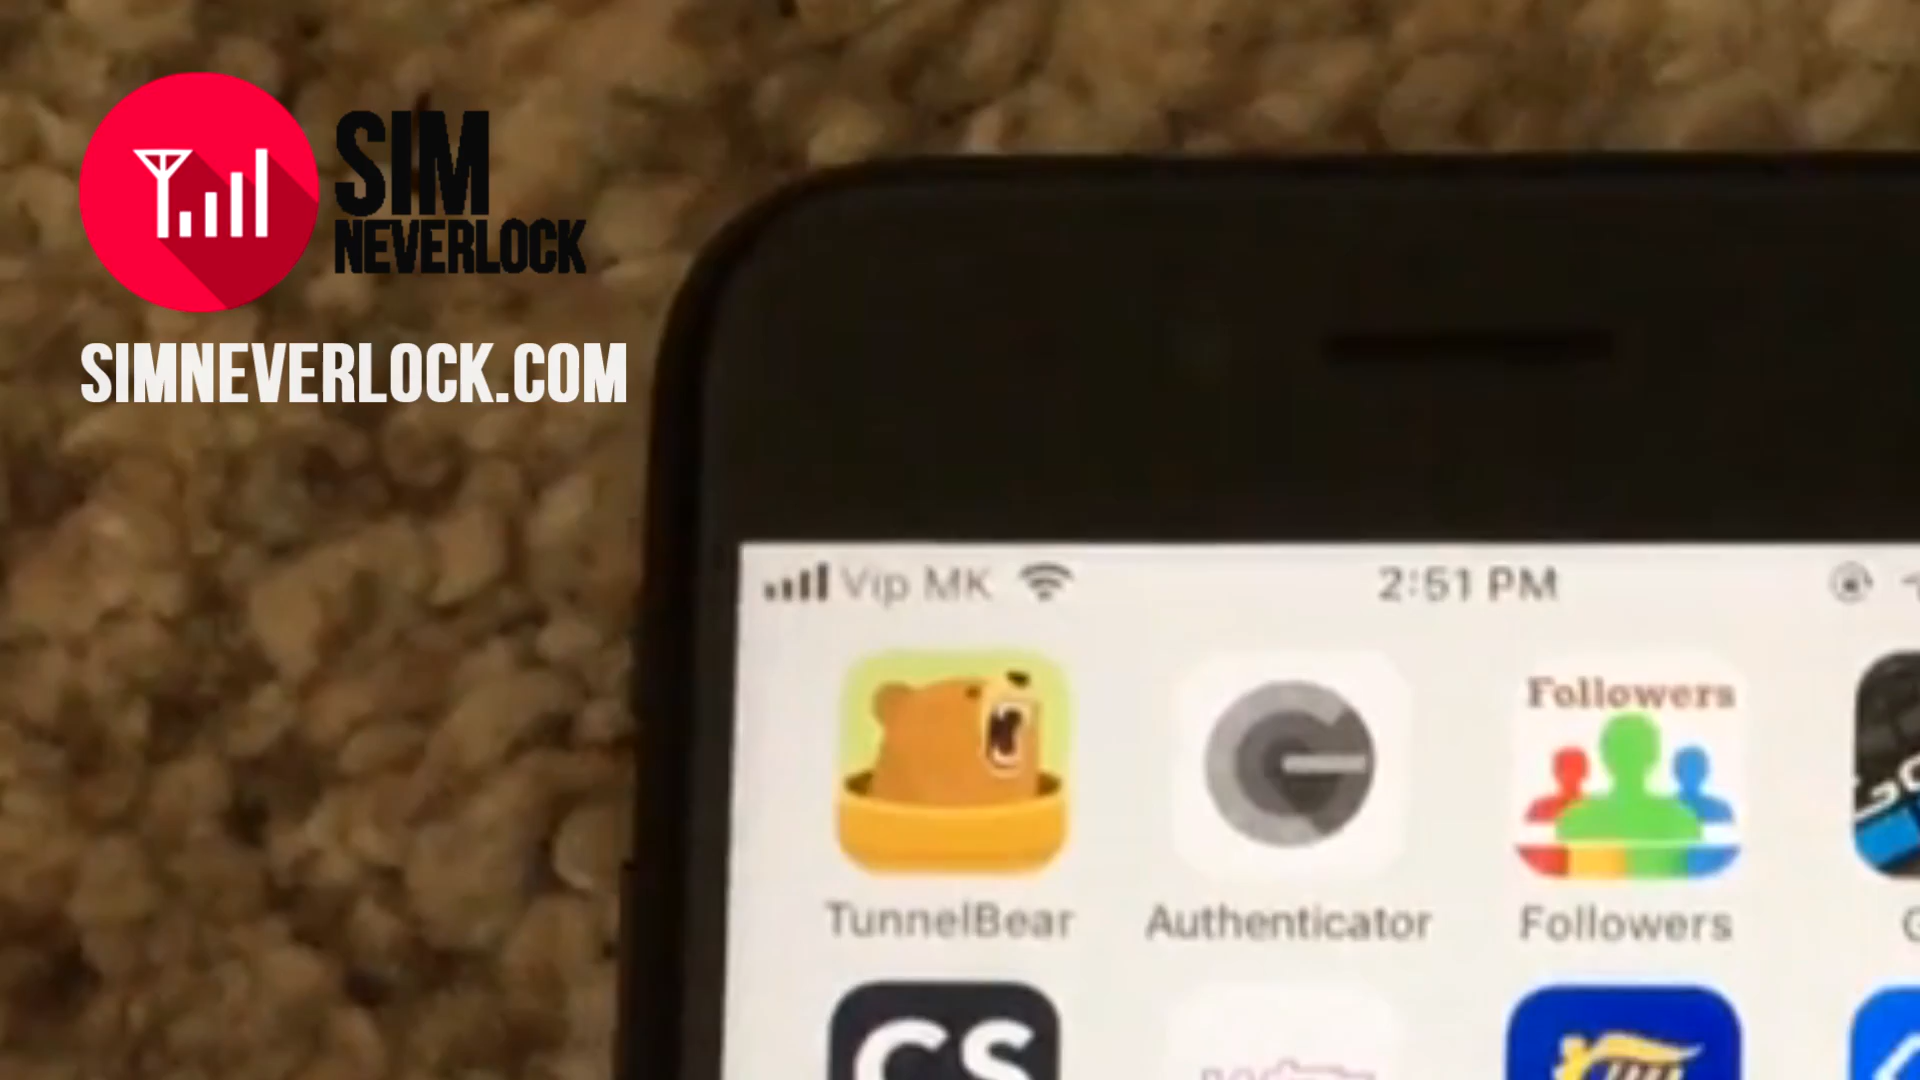 SIM
NEVERLOCK
SIMNEVERLOCK.COM
Vip MK
2:51 PM
Followers
TunnelBear
Authenticator
Followers
CS